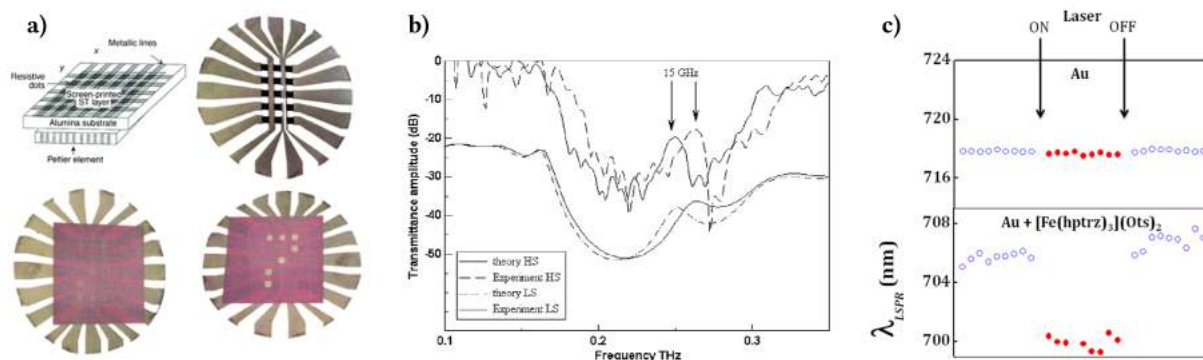 a)
Metallic lines
x
y
Resistive
dots
Screen-printed
ST layer
Alumina substrate
Peltier element
b)
15 GHz
0
-10
-20
-30
-40
-50
Transmittance amplitude (dB)
theory HS
Experiment HS
theory LS
Experiment LS
0.1
0.2
0.3
Frequency THz
c)
Laser
ON
OFF
724
Au
720
716
708
Au + [Fe(hptrz)3](Ots)2
704
700
λLSPR (nm)